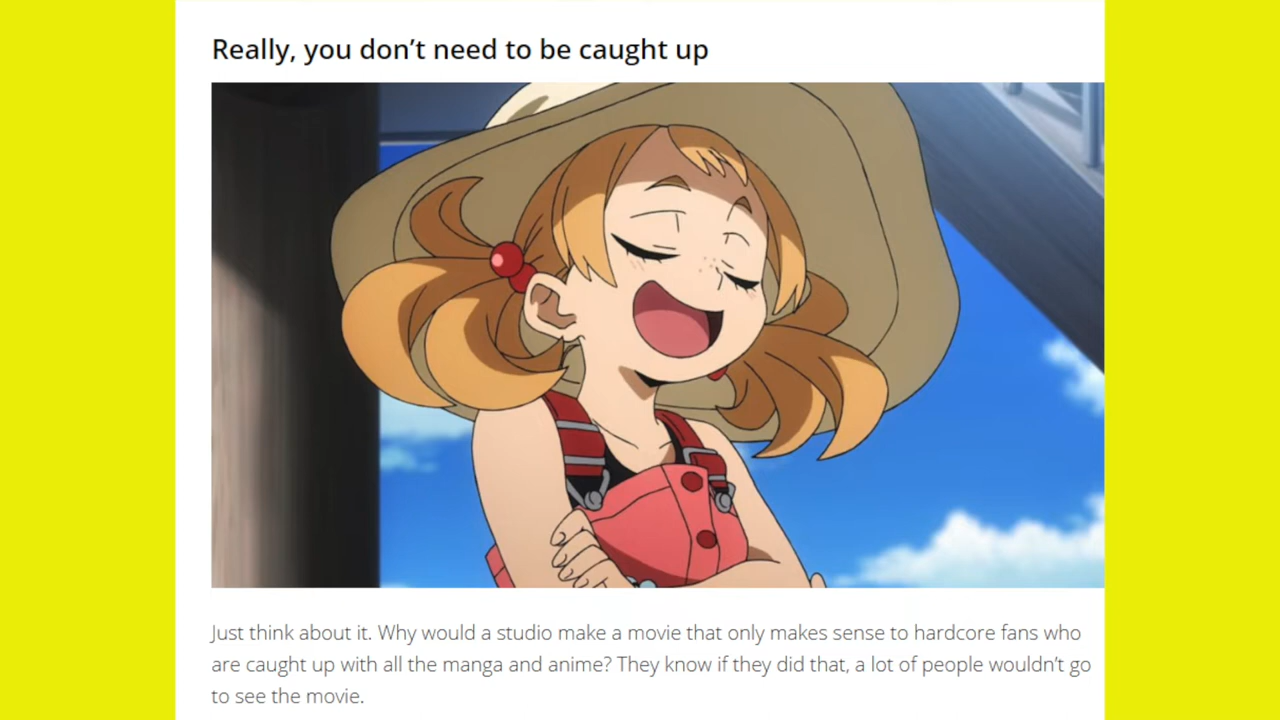 Really, you don’t need to be caught up
Just think about it. Why would a studio make a movie that only makes sense to hardcore fans who
are caught up with all the manga and anime? They know if they did that, a lot of people wouldn’t go
to see the movie.